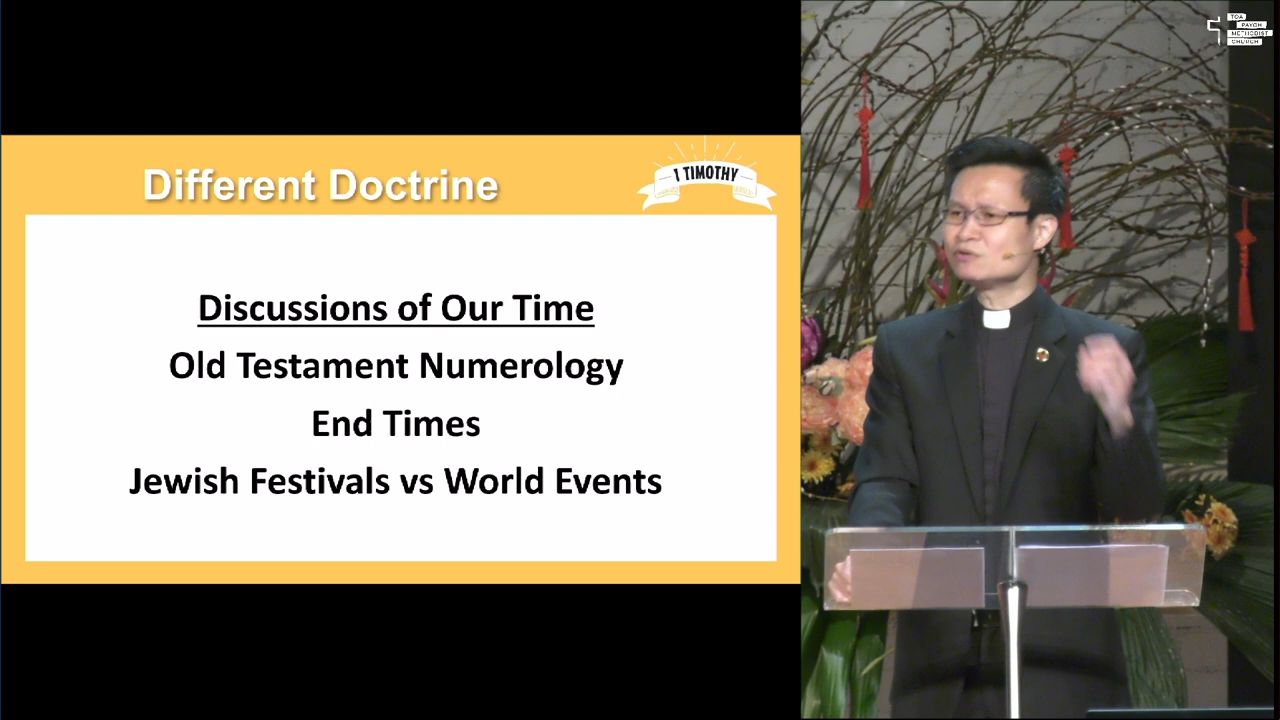 Different Doctrine
1 TIMOTHY
Discussions of Our Time
Old Testament Numerology
End Times
Jewish Festivals vs World Events
TOA
PAYOH
METHODIST
CHURCH